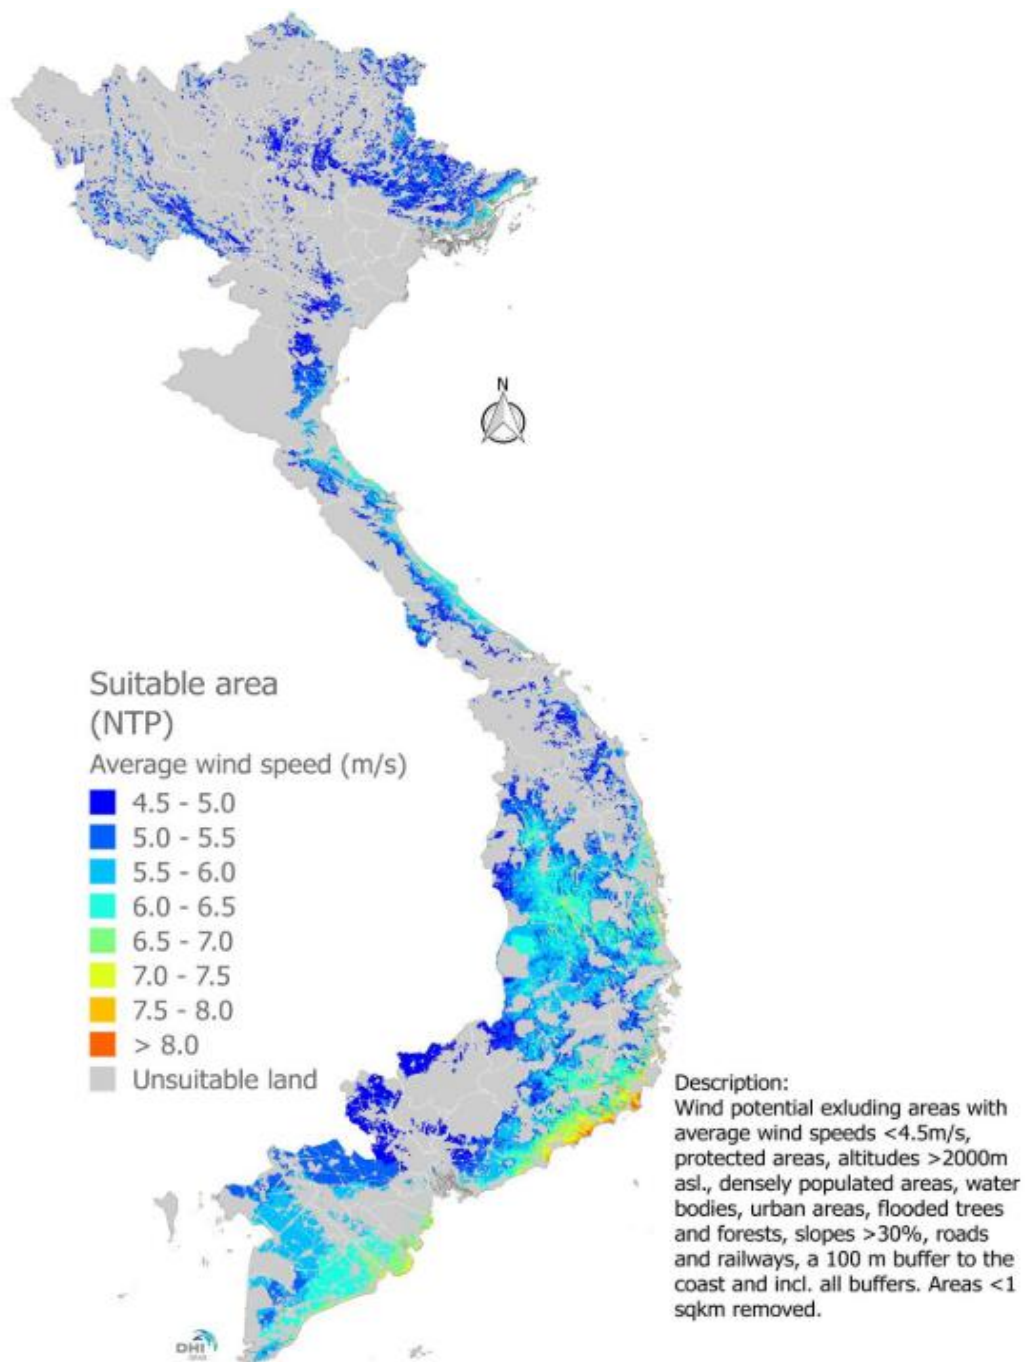 N
Suitable area
(NTP)
Average wind speed (m/s)
4.5 - 5.0
5.0 - 5.5
5.5 - 6.0
6.0 - 6.5
6.5 - 7.0
7.0 - 7.5
7.5 - 8.0
> 8.0
Unsuitable land
Description:
Wind potential exluding areas with
average wind speeds <4.5m/s,
protected areas, altitudes >2000m
asl., densely populated areas, water
bodies, urban areas, flooded trees
and forests, slopes >30%, roads
and railways, a 100 m buffer to the
coast and incl. all buffers. Areas <1
sqkm removed.
DHI